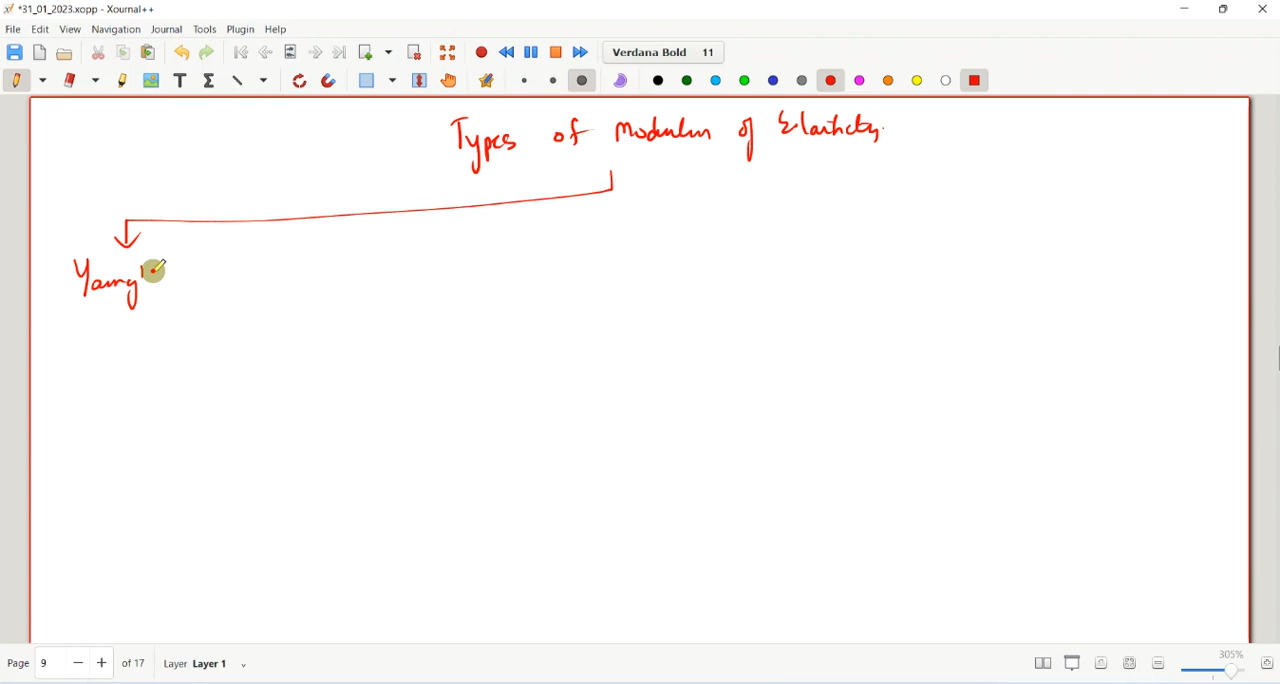 *31_01_2023.xopp - Xournal++
File Edit View Navigation Journal Tools Plugin Help
Verdana Bold 11
Types of Modulus of Elasticity.
Young'
Page 9 of 17 Layer Layer 1
305%